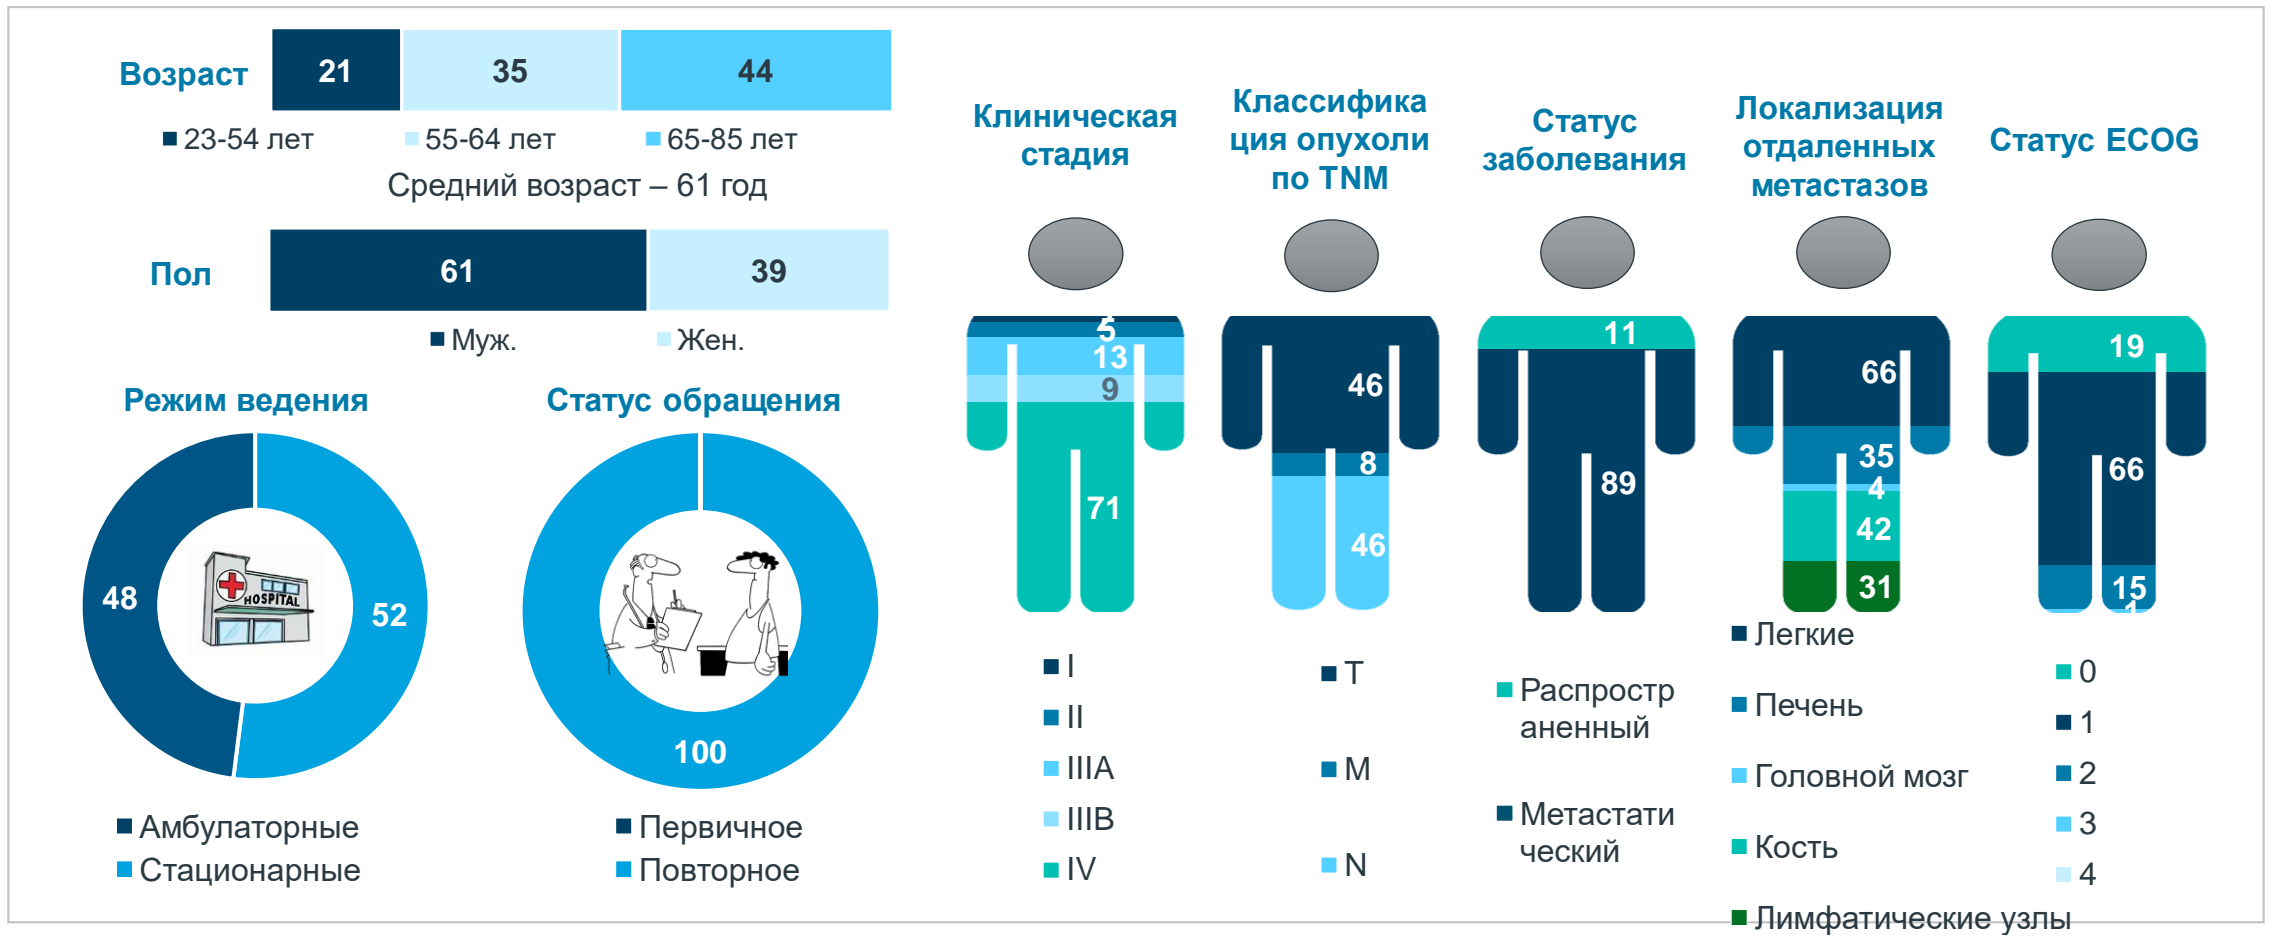 Возраст
21
35
44
23-54 лет
55-64 лет
65-85 лет
Средний возраст – 61 год
Пол
61
39
Муж.
Жен.
Режим ведения
48
52
HOSPITAL
Амбулаторные
Стационарные
Статус обращения
100
Первичное
Повторное
Клиническая
стадия
5
13
9
71
I
II
IIIA
IIIB
IV
Классифика
ция опухоли
по TNM
46
8
46
T
M
N
Статус
заболевания
11
89
Распростр
аненный
Метастати
ческий
Локализация
отдаленных
метастазов
66
35
4
42
31
Легкие
Печень
Головной мозг
Кость
Лимфатические узлы
Статус ECOG
19
66
15
1
0
1
2
3
4